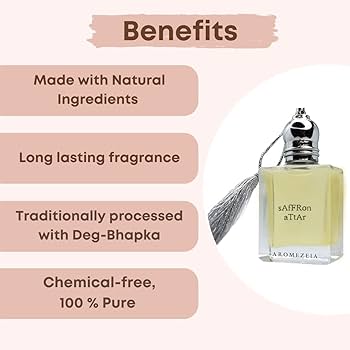 Benefits
Made with Natural
Ingredients
Long lasting fragrance
Traditionally processed
with Deg-Bhapka
Chemical-free,
100 % Pure
sAfFRon
aTtAr
AROMEZEIA